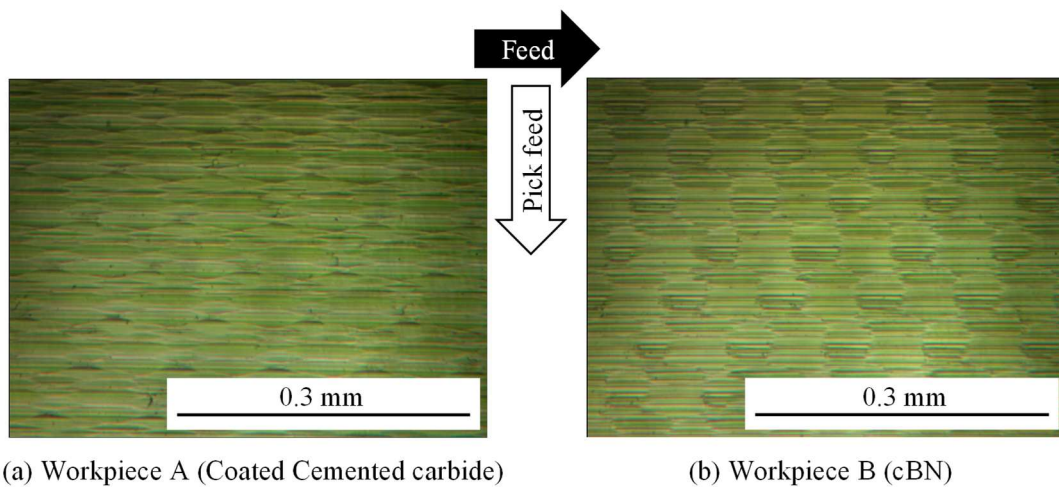 Feed
Pick feed
0.3 mm
0.3 mm
(a) Workpiece A (Coated Cemented carbide)
(b) Workpiece B (cBN)